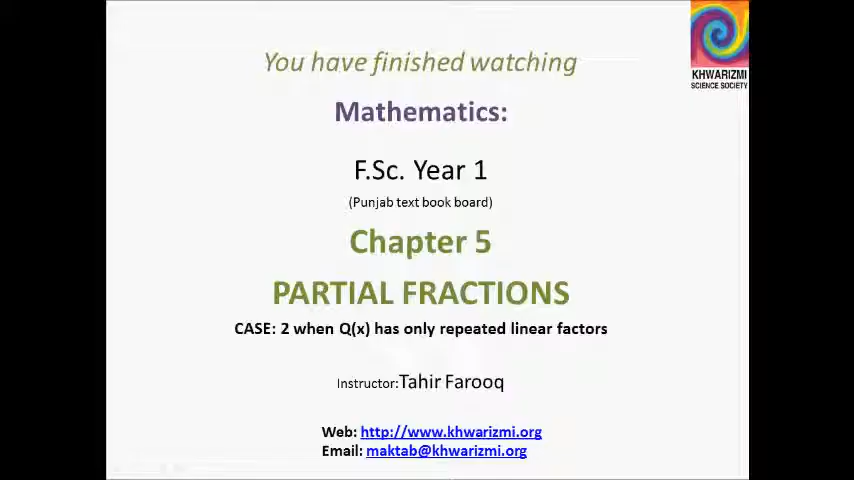 KHWARIZMI
SCIENCE SOCIETY
You have finished watching
Mathematics:
F.Sc. Year 1
(Punjab text book board)
Chapter 5
PARTIAL FRACTIONS
CASE: 2 when Q(x) has only repeated linear factors
Instructor:Tahir Farooq
Web: http://www.khwarizmi.org
Email: maktab@khwarizmi.org